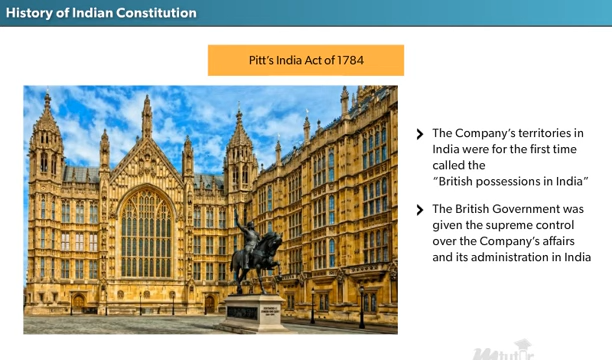 History of Indian Constitution
Pitt's India Act of 1784
The Company's territories in
India were for the first time
called the
"British possessions in India"
The British Government was
given the supreme control
over the Company's affairs
and its administration in India